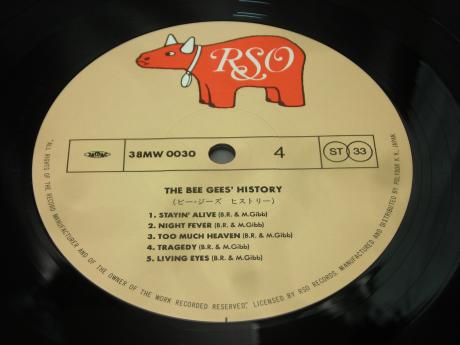 RSO
38MW 0030
4
ST 33
THE BEE GEES' HISTORY
(ビー・ジーズ ヒストリー)
1. STAYIN' ALIVE (B.R. & M.Gibb)
2. NIGHT FEVER (B.R. & M.Gibb)
3. TOO MUCH HEAVEN (B.R. & M.Gibb)
4. TRAGEDY (B.R. & M.Gibb)
5. LIVING EYES (B.R. & M.Gibb)
"ALL RIGHTS OF THE RECORD MANUFACTURER AND OF THE OWNER OF THE WORK RECORDED RESERVED", LICENSED BY RSO RECORDS. MANUFACTURED AND DISTRIBUTED BY POLYDOR K.K., JAPAN